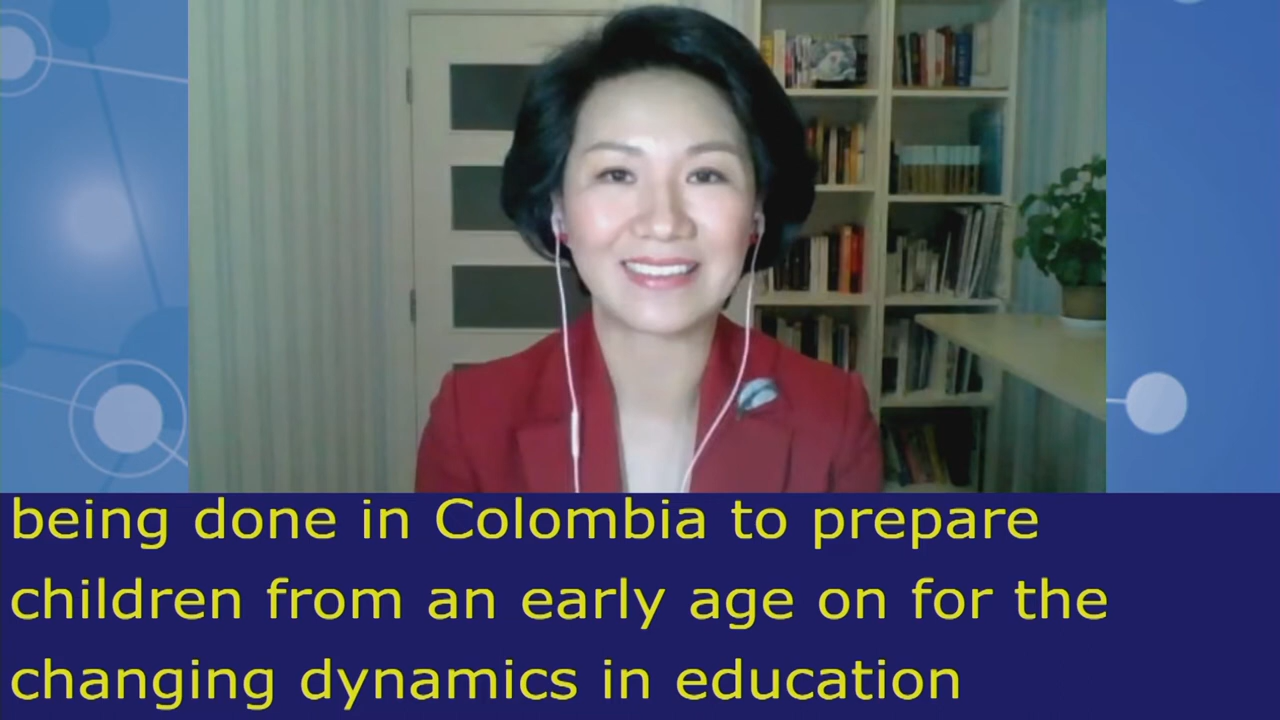 being done in Colombia to prepare
children from an early age on for the
changing dynamics in education